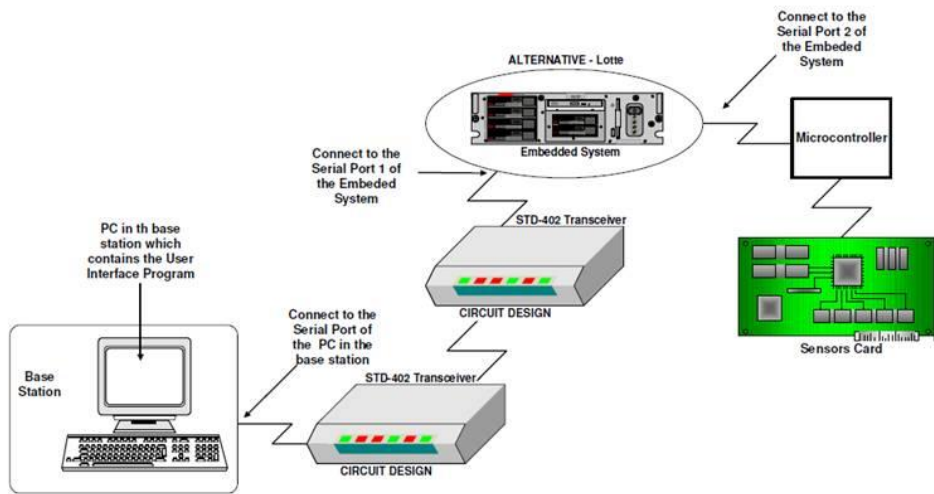 Connect to the
Serial Port 2 of
the Embeded
System
ALTERNATIVE - Lotte
Embedded System
Microcontroller
Connect to the
Serial Port 1 of
the Embeded
System
STD-402 Transceiver
CIRCUIT DESIGN
Sensors Card
PC in th base
station which
contains the User
Interface Program
Connect to the
Serial Port of
the PC in the
base station
Base
Station
STD-402 Transceiver
CIRCUIT DESIGN